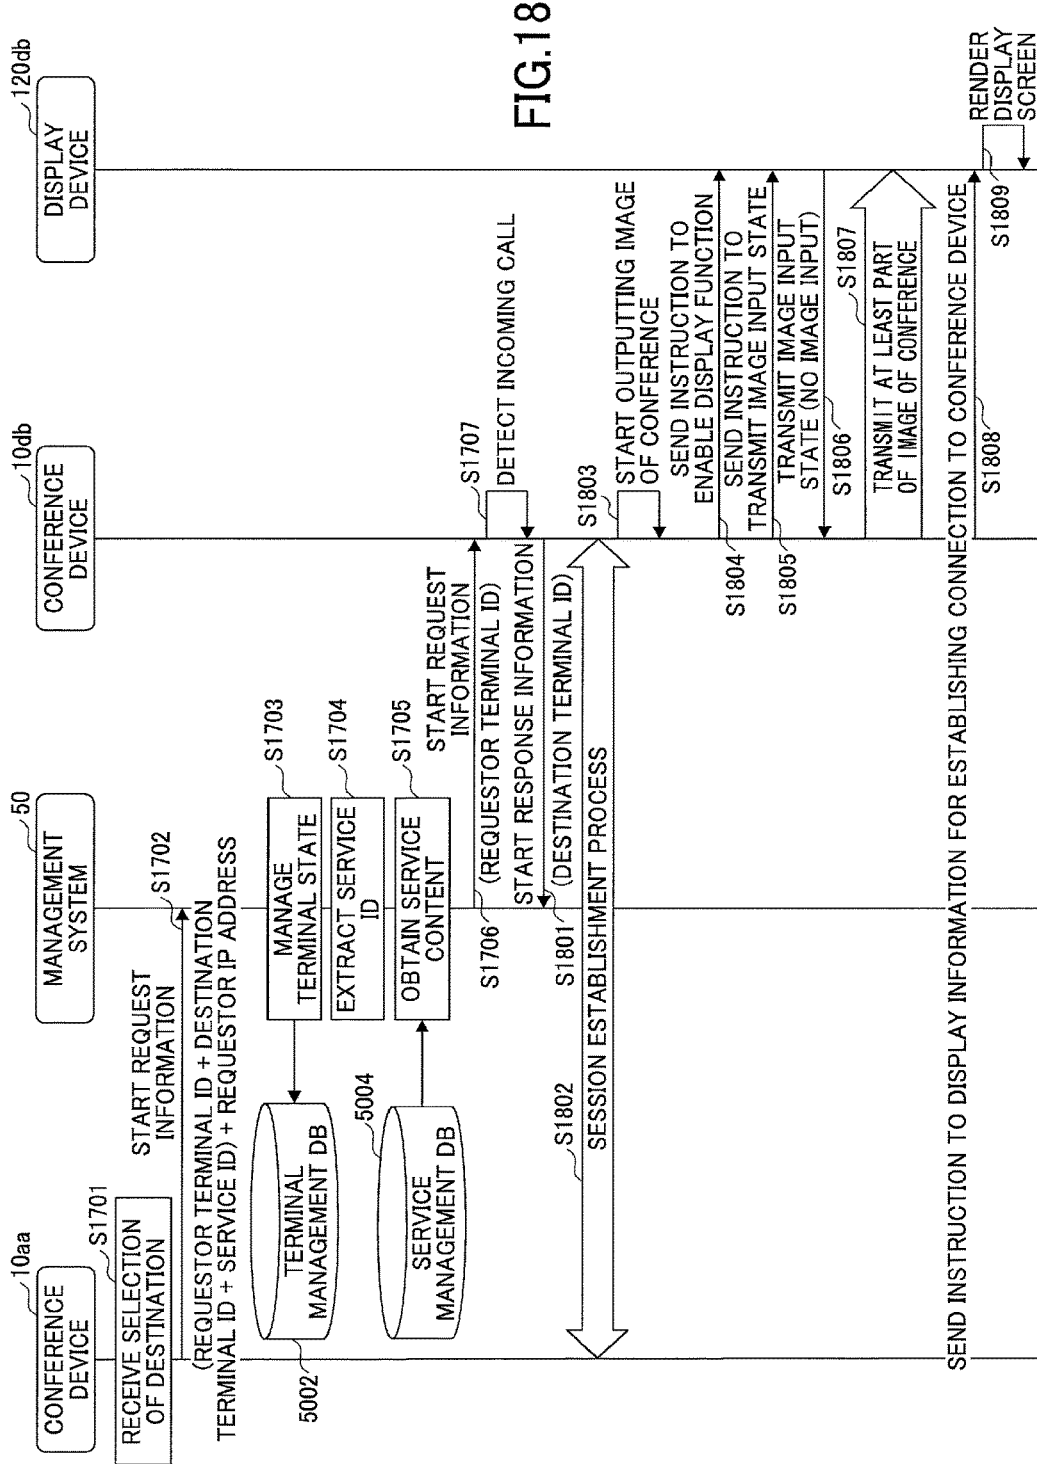 FIG.18
10aa
CONFERENCE
DEVICE
50
MANAGEMENT
SYSTEM
10db
CONFERENCE
DEVICE
120db
DISPLAY
DEVICE
S1701
RECEIVE SELECTION
OF DESTINATION
START REQUEST
INFORMATION
S1702
(REQUESTOR TERMINAL ID + DESTINATION
TERMINAL ID + SERVICE ID) + REQUESTOR IP ADDRESS
5002
TERMINAL
MANAGEMENT DB
MANAGE
TERMINAL STATE
S1703
EXTRACT SERVICE
ID
S1704
5004
SERVICE
MANAGEMENT DB
OBTAIN SERVICE
CONTENT
S1705
START REQUEST
INFORMATION
S1706
(REQUESTOR TERMINAL ID)
S1707
DETECT INCOMING CALL
START RESPONSE INFORMATION
S1801
(DESTINATION TERMINAL ID)
S1802
SESSION ESTABLISHMENT PROCESS
S1803
START OUTPUTTING IMAGE
OF CONFERENCE
SEND INSTRUCTION TO
ENABLE DISPLAY FUNCTION
S1804
SEND INSTRUCTION TO
TRANSMIT IMAGE INPUT STATE
S1805
TRANSMIT IMAGE INPUT
STATE (NO IMAGE INPUT)
S1806
S1807
TRANSMIT AT LEAST PART
OF IMAGE OF CONFERENCE
SEND INSTRUCTION TO DISPLAY INFORMATION FOR ESTABLISHING CONNECTION TO CONFERENCE DEVICE
S1808
S1809
RENDER
DISPLAY
SCREEN